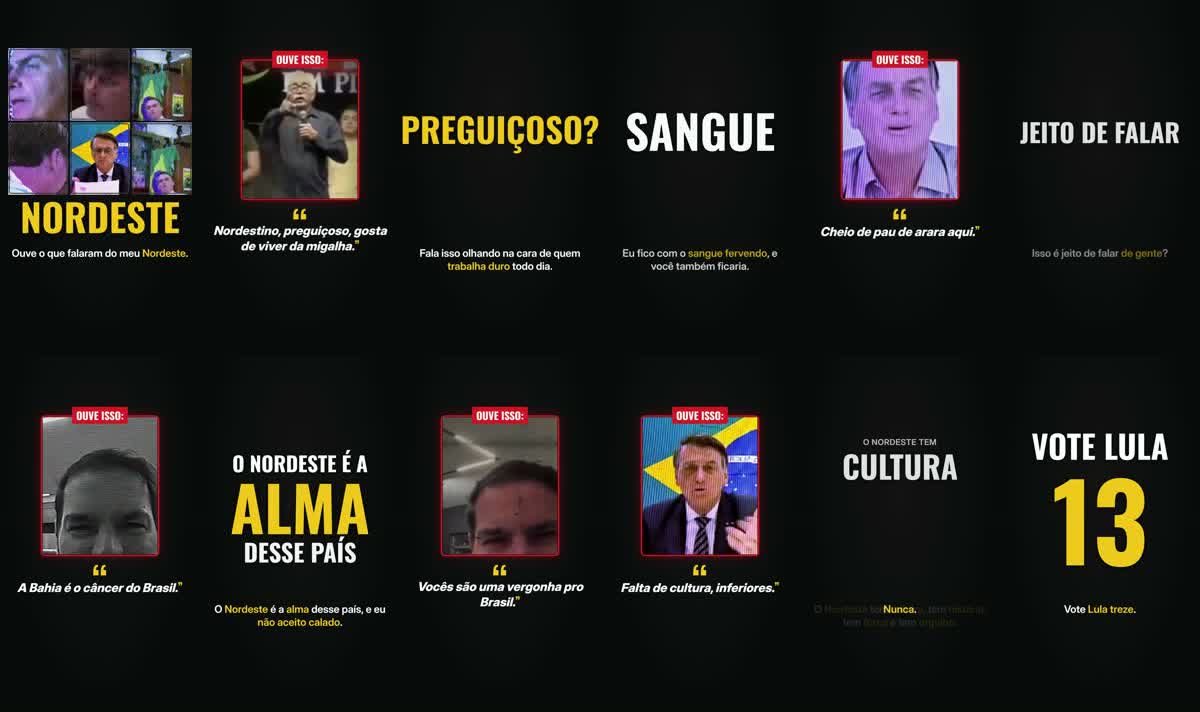 NORDESTE
Ouve o que falaram do meu Nordeste.
OUVE ISSO:
“
Nordestino, preguiçoso, gosta
de viver da migalha.”
PREGUIÇOSO?
Fala isso olhando na cara de quem
trabalha duro todo dia.
SANGUE
Eu fico com o sangue fervendo, e
você também ficaria.
OUVE ISSO:
“
Cheio de pau de arara aqui.”
JEITO DE FALAR
Isso é jeito de falar de gente?
OUVE ISSO:
“
A Bahia é o câncer do Brasil.”
O NORDESTE É A
ALMA
DESSE PAÍS
O Nordeste é a alma desse país, e eu
não aceito calado.
OUVE ISSO:
“
Vocês são uma vergonha pro
Brasil.”
OUVE ISSO:
“
Falta de cultura, inferiores.”
O NORDESTE TEM
CULTURA
Nunca.
VOTE LULA
13
Vote Lula treze.